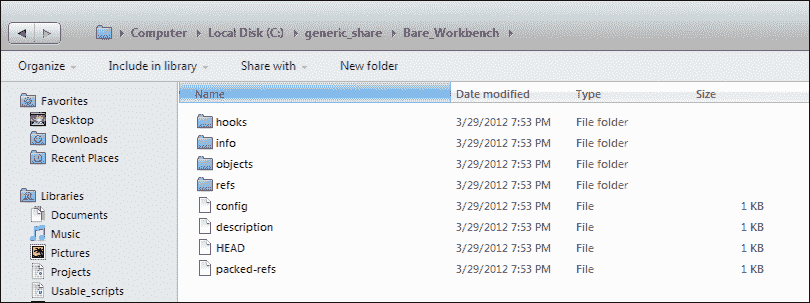 Computer Local Disk (C:) generic_share Bare_Workbench
Organize Include in library Share with New folder
Favorites
Desktop
Downloads
Recent Places
Libraries
Documents
Music
Pictures
Projects
Usable_scripts
Name Date modified Type Size
hooks 3/29/2012 7:53 PM File folder
info 3/29/2012 7:53 PM File folder
objects 3/29/2012 7:53 PM File folder
refs 3/29/2012 7:53 PM File folder
config 3/29/2012 7:53 PM File 1 KB
description 3/29/2012 7:53 PM File 1 KB
HEAD 3/29/2012 7:53 PM File 1 KB
packed-refs 3/29/2012 7:53 PM File 1 KB